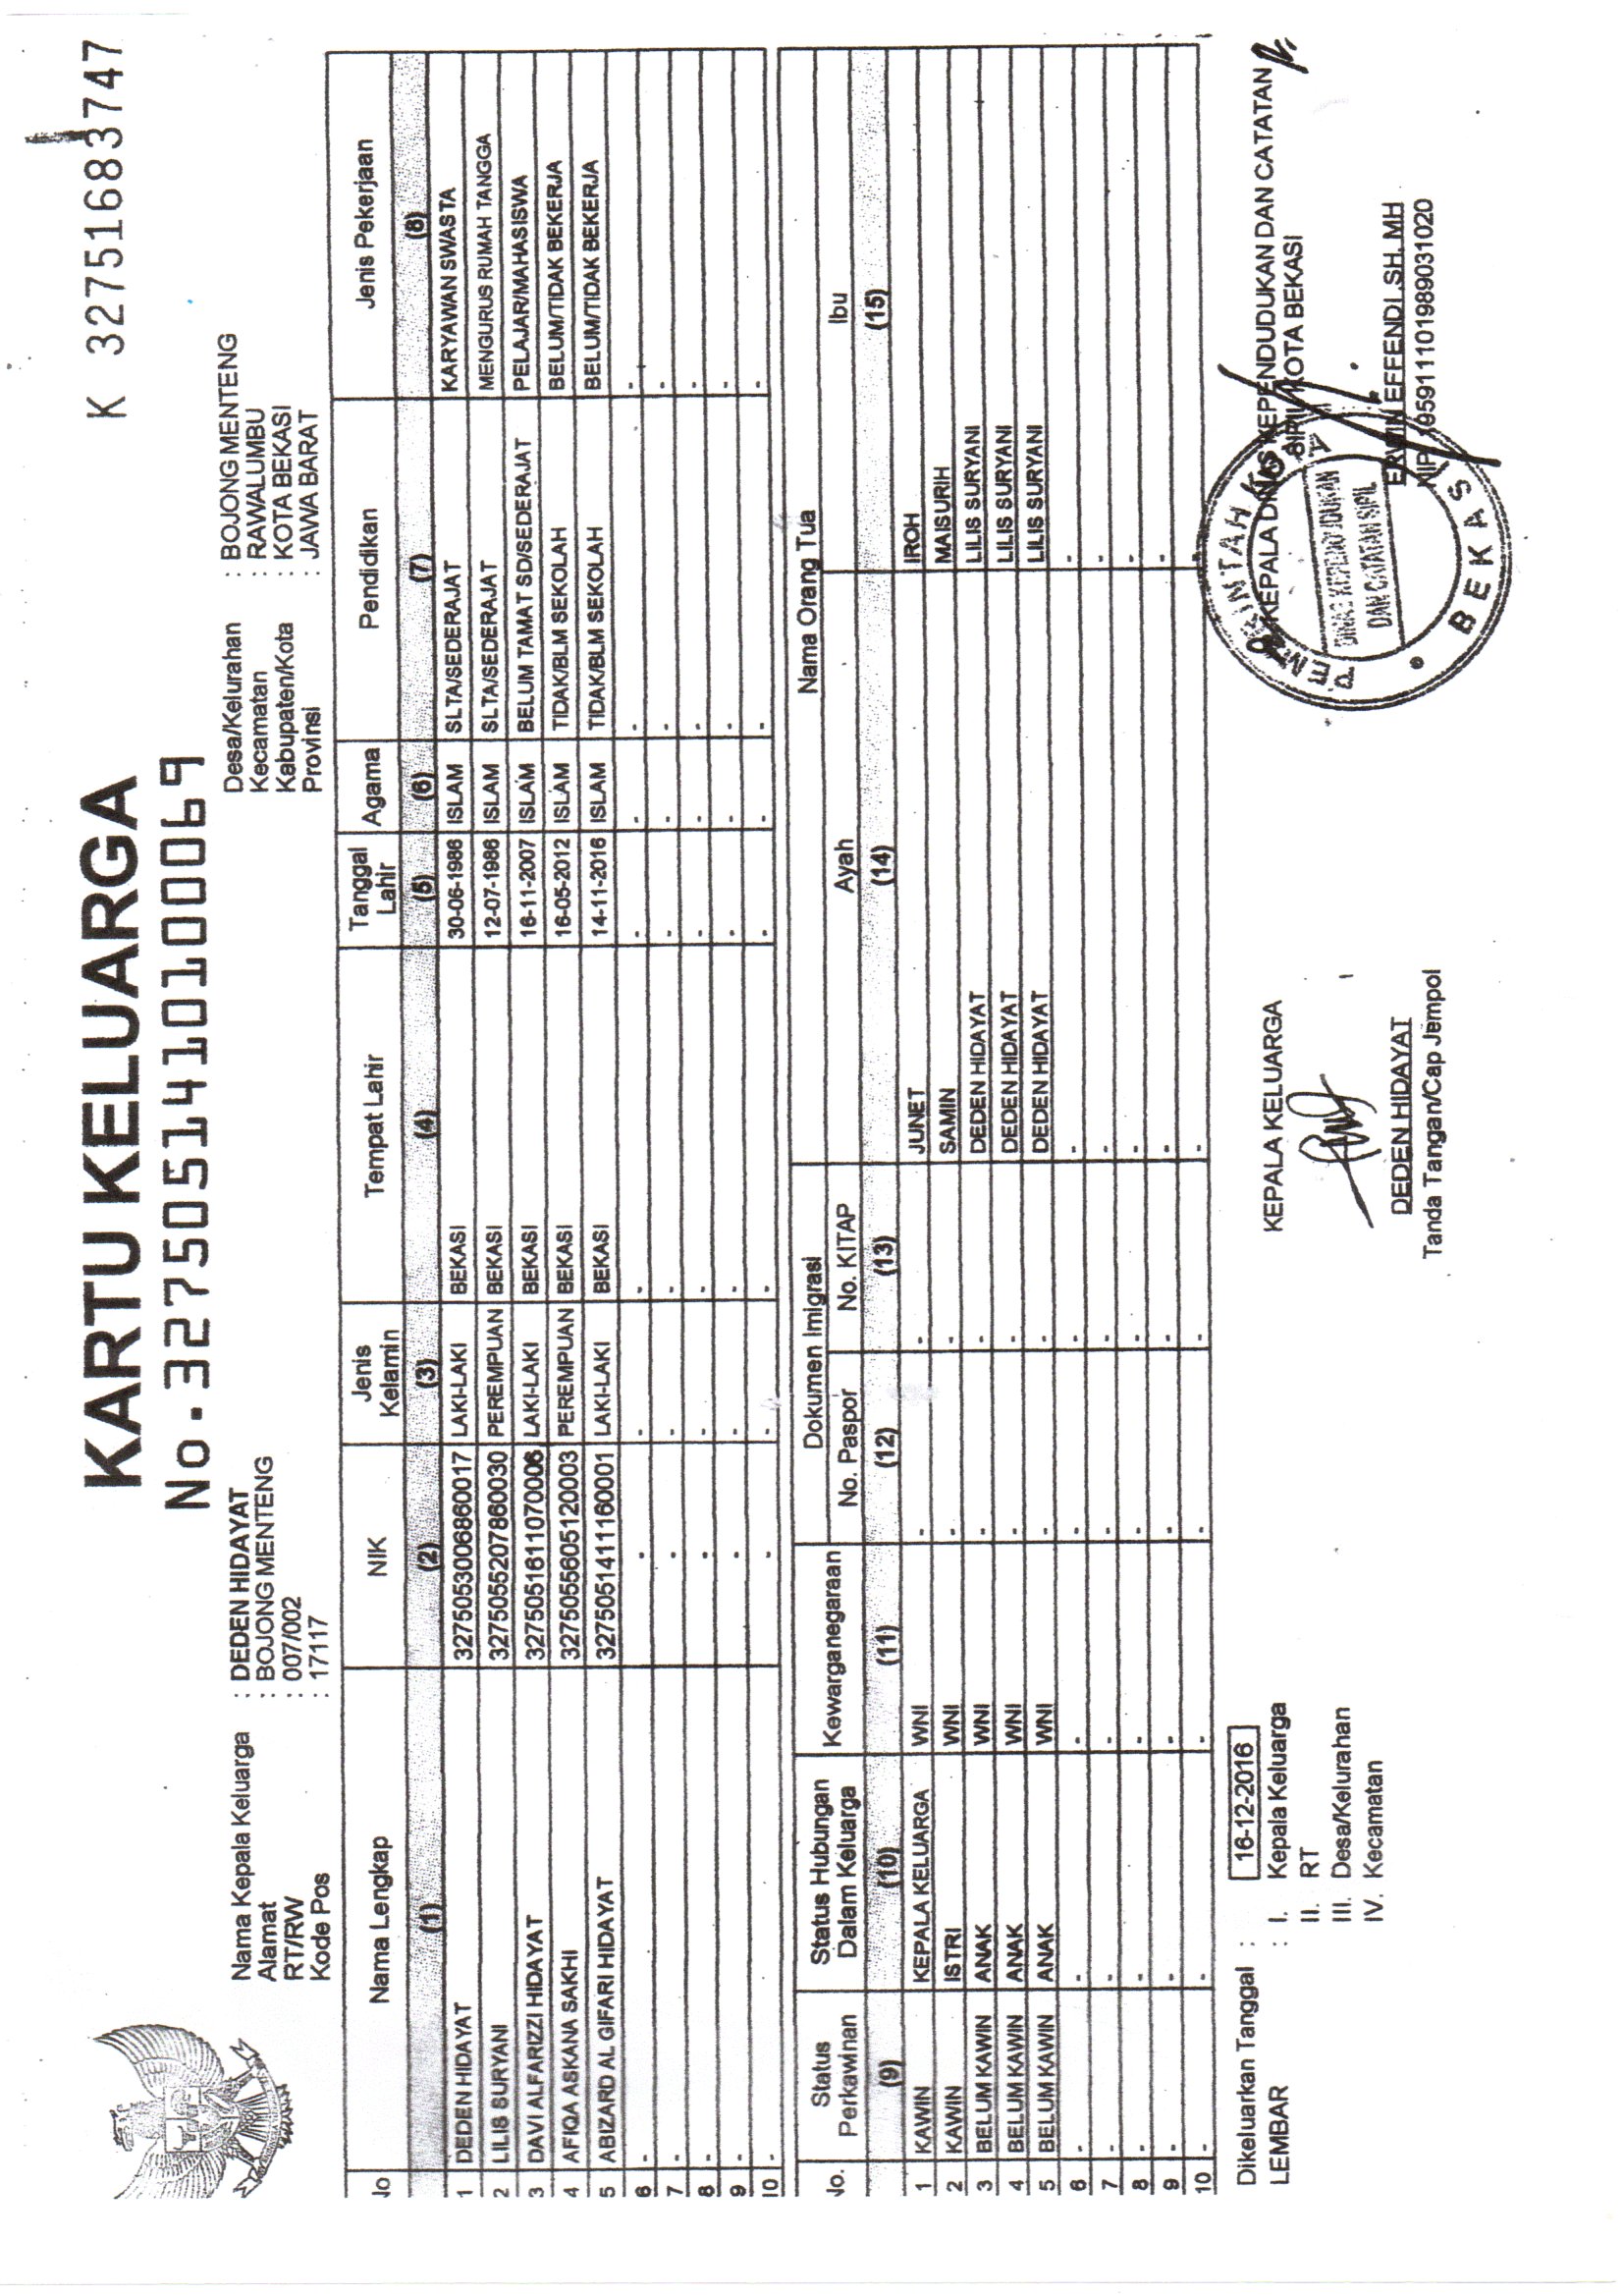 KARTU KELUARGA
K 32751683747
No.3275051410100069
Nama Kepala Keluarga : DEDEN HIDAYAT
Alamat : BOJONG MENTENG
RT/RW : 007/002
Kode Pos : 17117
Desa/Kelurahan : BOJONG MENTENG
Kecamatan : RAWALUMBU
Kabupaten/Kota : KOTA BEKASI
Provinsi : JAWA BARAT
No Nama Lengkap NIK Jenis Kelamin Tempat Lahir Tanggal Lahir Agama Pendidikan Jenis Pekerjaan
(1) (2) (3) (4) (5) (6) (7) (8)
1 DEDEN HIDAYAT 3275053006860017 LAKI-LAKI BEKASI 30-06-1986 ISLAM SLTA/SEDERAJAT KARYAWAN SWASTA
2 LILIS SURYANI 3275055207860030 PEREMPUAN BEKASI 12-07-1986 ISLAM SLTA/SEDERAJAT MENGURUS RUMAH TANGGA
3 DAVI ALFARIZZI HIDAYAT 3275051611070006 LAKI-LAKI BEKASI 16-11-2007 ISLAM BELUM TAMAT SD/SEDERAJAT PELAJAR/MAHASISWA
4 AFIQA ASKANA SAKHI 3275055605120003 PEREMPUAN BEKASI 16-05-2012 ISLAM TIDAK/BLM SEKOLAH BELUM/TIDAK BEKERJA
5 ABIZARD AL GIFARI HIDAYAT 3275051411160001 LAKI-LAKI BEKASI 14-11-2016 ISLAM TIDAK/BLM SEKOLAH BELUM/TIDAK BEKERJA
6 - - - - - - - -
7 - - - - - - - -
8 - - - - - - - -
9 - - - - - - - -
10 - - - - - - - -
No. Status Perkawinan Status Hubungan Dalam Keluarga Kewarganegaraan Dokumen Imigrasi Nama Orang Tua
No. Paspor No. KITAP Ayah Ibu
(9) (10) (11) (12) (13) (14) (15)
1 KAWIN KEPALA KELUARGA WNI - - JUNET IROH
2 KAWIN ISTRI WNI - - SAMIN MAISURIH
3 BELUM KAWIN ANAK WNI - - DEDEN HIDAYAT LILIS SURYANI
4 BELUM KAWIN ANAK WNI - - DEDEN HIDAYAT LILIS SURYANI
5 BELUM KAWIN ANAK WNI - - DEDEN HIDAYAT LILIS SURYANI
6 - - - - - - -
7 - - - - - - -
8 - - - - - - -
9 - - - - - - -
10 - - - - - - -
Dikeluarkan Tanggal : 16-12-2016
LEMBAR : I. Kepala Keluarga
II. RT
III. Desa/Kelurahan
IV. Kecamatan
KEPALA KELUARGA
DEDEN HIDAYAT
Tanda Tangan/Cap Jempol
KEPALA DINAS KEPENDUDUKAN DAN CATATAN
SIPIL KOTA BEKASI
PEMERINTAH KOTA
DINAS KEPENDUDUKAN
DAN CATATAN SIPIL
BEKASI
ERWIN EFFENDI ,SH. MH
NIP. 195911101989031020